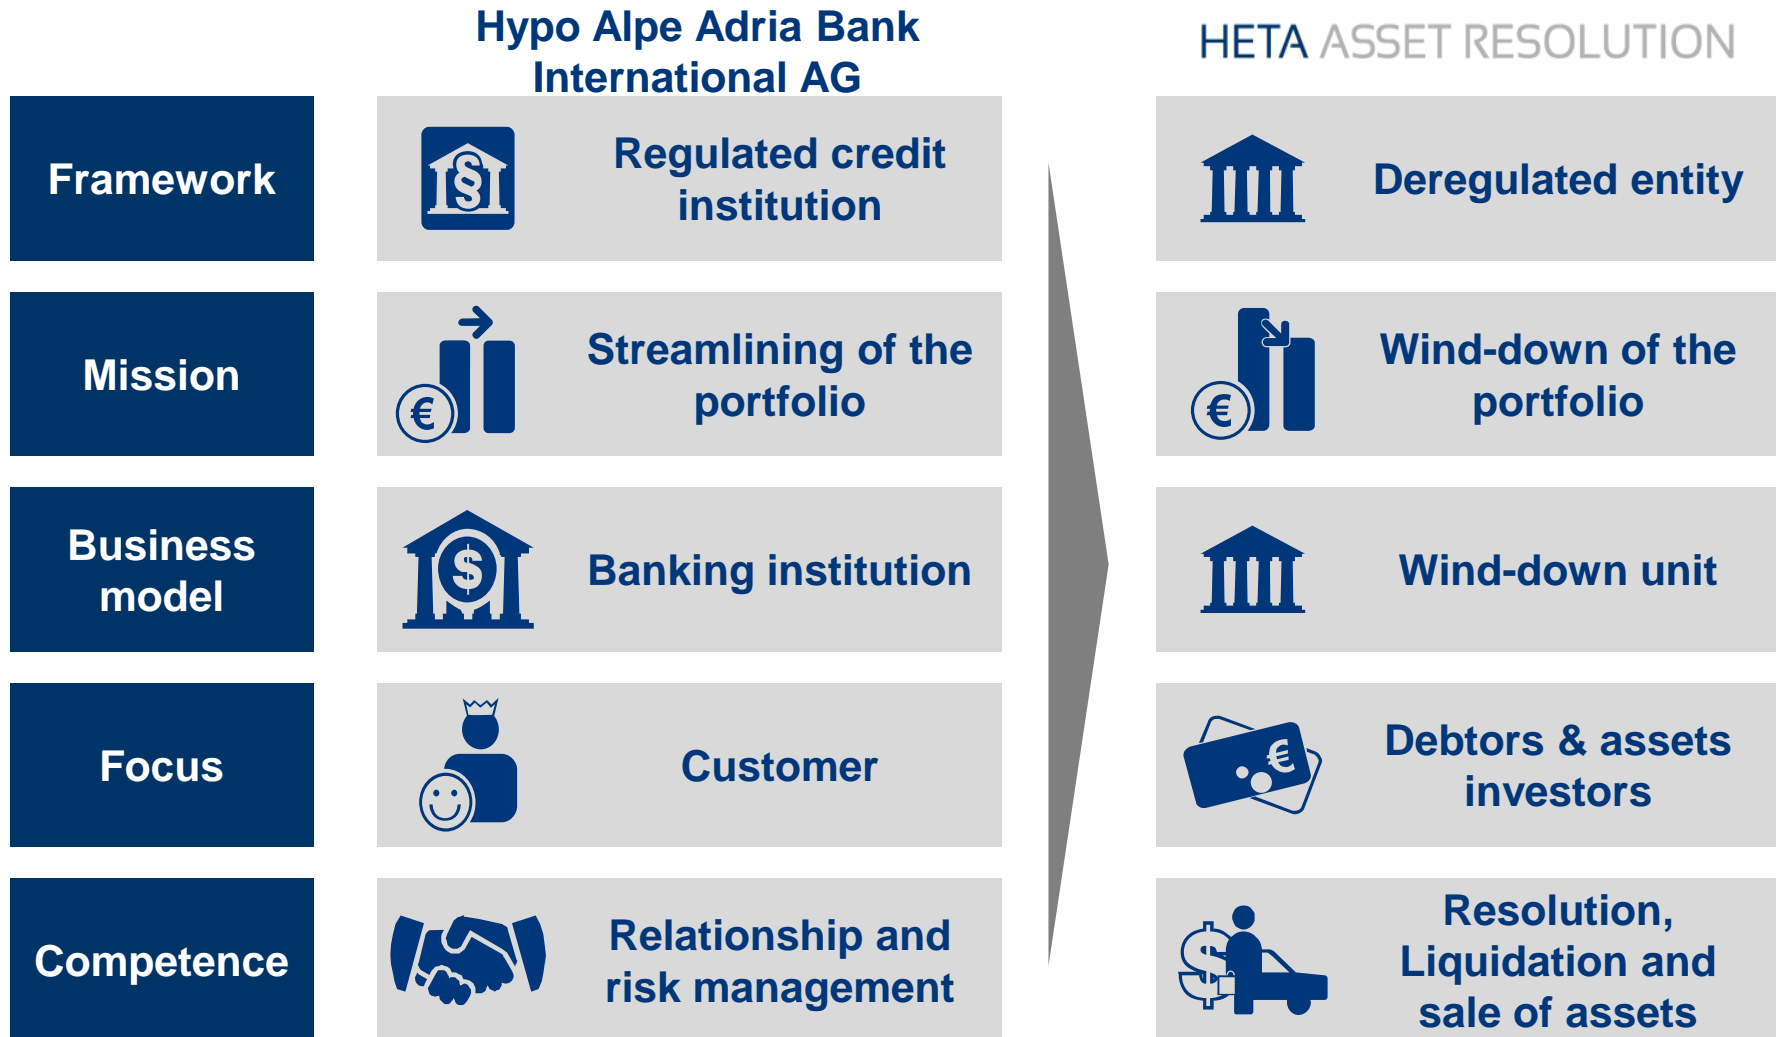 Hypo Alpe Adria Bank
International AG
HETA ASSET RESOLUTION
Framework
Regulated credit
institution
Deregulated entity
Mission
€
Streamlining of the
portfolio
€
Wind-down of the
portfolio
Business
model
$
Banking institution
Wind-down unit
Focus
Customer
€
Debtors & assets
investors
Competence
Relationship and
risk management
$
Resolution,
Liquidation and
sale of assets